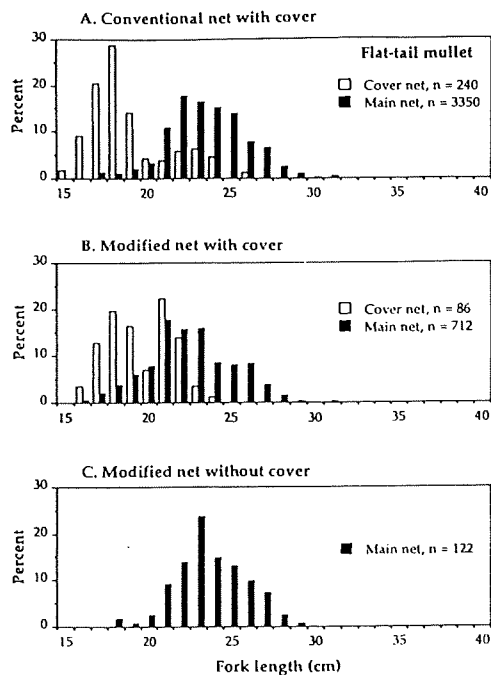 A. Conventional net with cover
30
20
10
0
Percent
Flat-tail mullet
Cover net, n = 240
Main net, n = 3350
15 20 25 30 35 40
B. Modified net with cover
30
20
10
0
Percent
Cover net, n = 86
Main net, n = 712
15 20 25 30 35 40
C. Modified net without cover
30
20
10
0
Percent
Main net, n = 122
15 20 25 30 35 40
Fork length (cm)